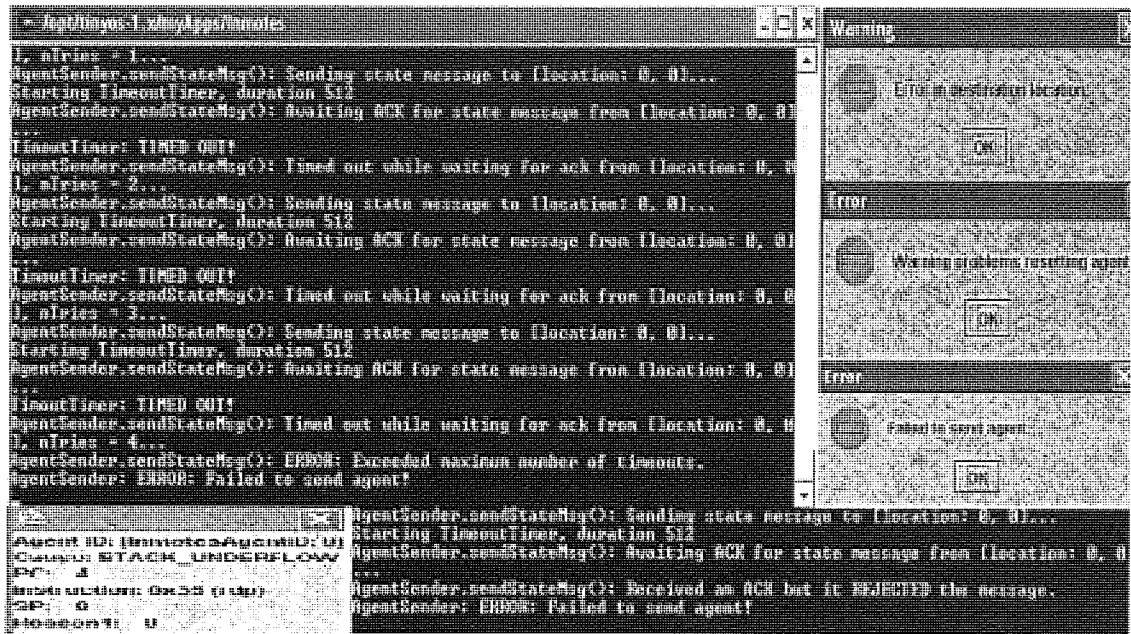 /opt/tinyos-1.x/myApps/Inmotes
], nTries = 1...
AgentSender.sendStateMsg(): Sending state message to [location: 0, 0]...
Starting TimeoutTimer, duration 512
AgentSender.sendStateMsg(): Awaiting ACK for state message from [location: 0, 0]
...
TimoutTimer: TIMED OUT!
AgentSender.sendStateMsg(): Timed out while waiting for ack from [location: 0, 0
], nTries = 2...
AgentSender.sendStateMsg(): Sending state message to [location: 0, 0]...
Starting TimeoutTimer, duration 512
AgentSender.sendStateMsg(): Awaiting ACK for state message from [location: 0, 0]
...
TimoutTimer: TIMED OUT!
AgentSender.sendStateMsg(): Timed out while waiting for ack from [location: 0, 0
], nTries = 3...
AgentSender.sendStateMsg(): Sending state message to [location: 0, 0]...
Starting TimeoutTimer, duration 512
AgentSender.sendStateMsg(): Awaiting ACK for state message from [location: 0, 0]
...
TimoutTimer: TIMED OUT!
AgentSender.sendStateMsg(): Timed out while waiting for ack from [location: 0, 0
], nTries = 4...
AgentSender.sendStateMsg(): ERROR: Exceeded maximum number of timeouts.
AgentSender: ERROR: Failed to send agent!
Warning
Error in destination location.
OK
Error
Warning problems resetting agent
OK
Error
Failed to send agent
OK
Agent ID: [InmotesAgentID: 0]
Cause: STACK_UNDERFLOW
PC: 4
Instruction: 0x35
SP: 0
AgentSender.sendStateMsg(): Sending state message to [location: 0, 0]...
Starting TimeoutTimer, duration 512
AgentSender.sendStateMsg(): Awaiting ACK for state message from [location: 0, 0
...
AgentSender.sendStateMsg(): Received an ACK but it REJECTED the message.
AgentSender: ERROR: Failed to send agent!